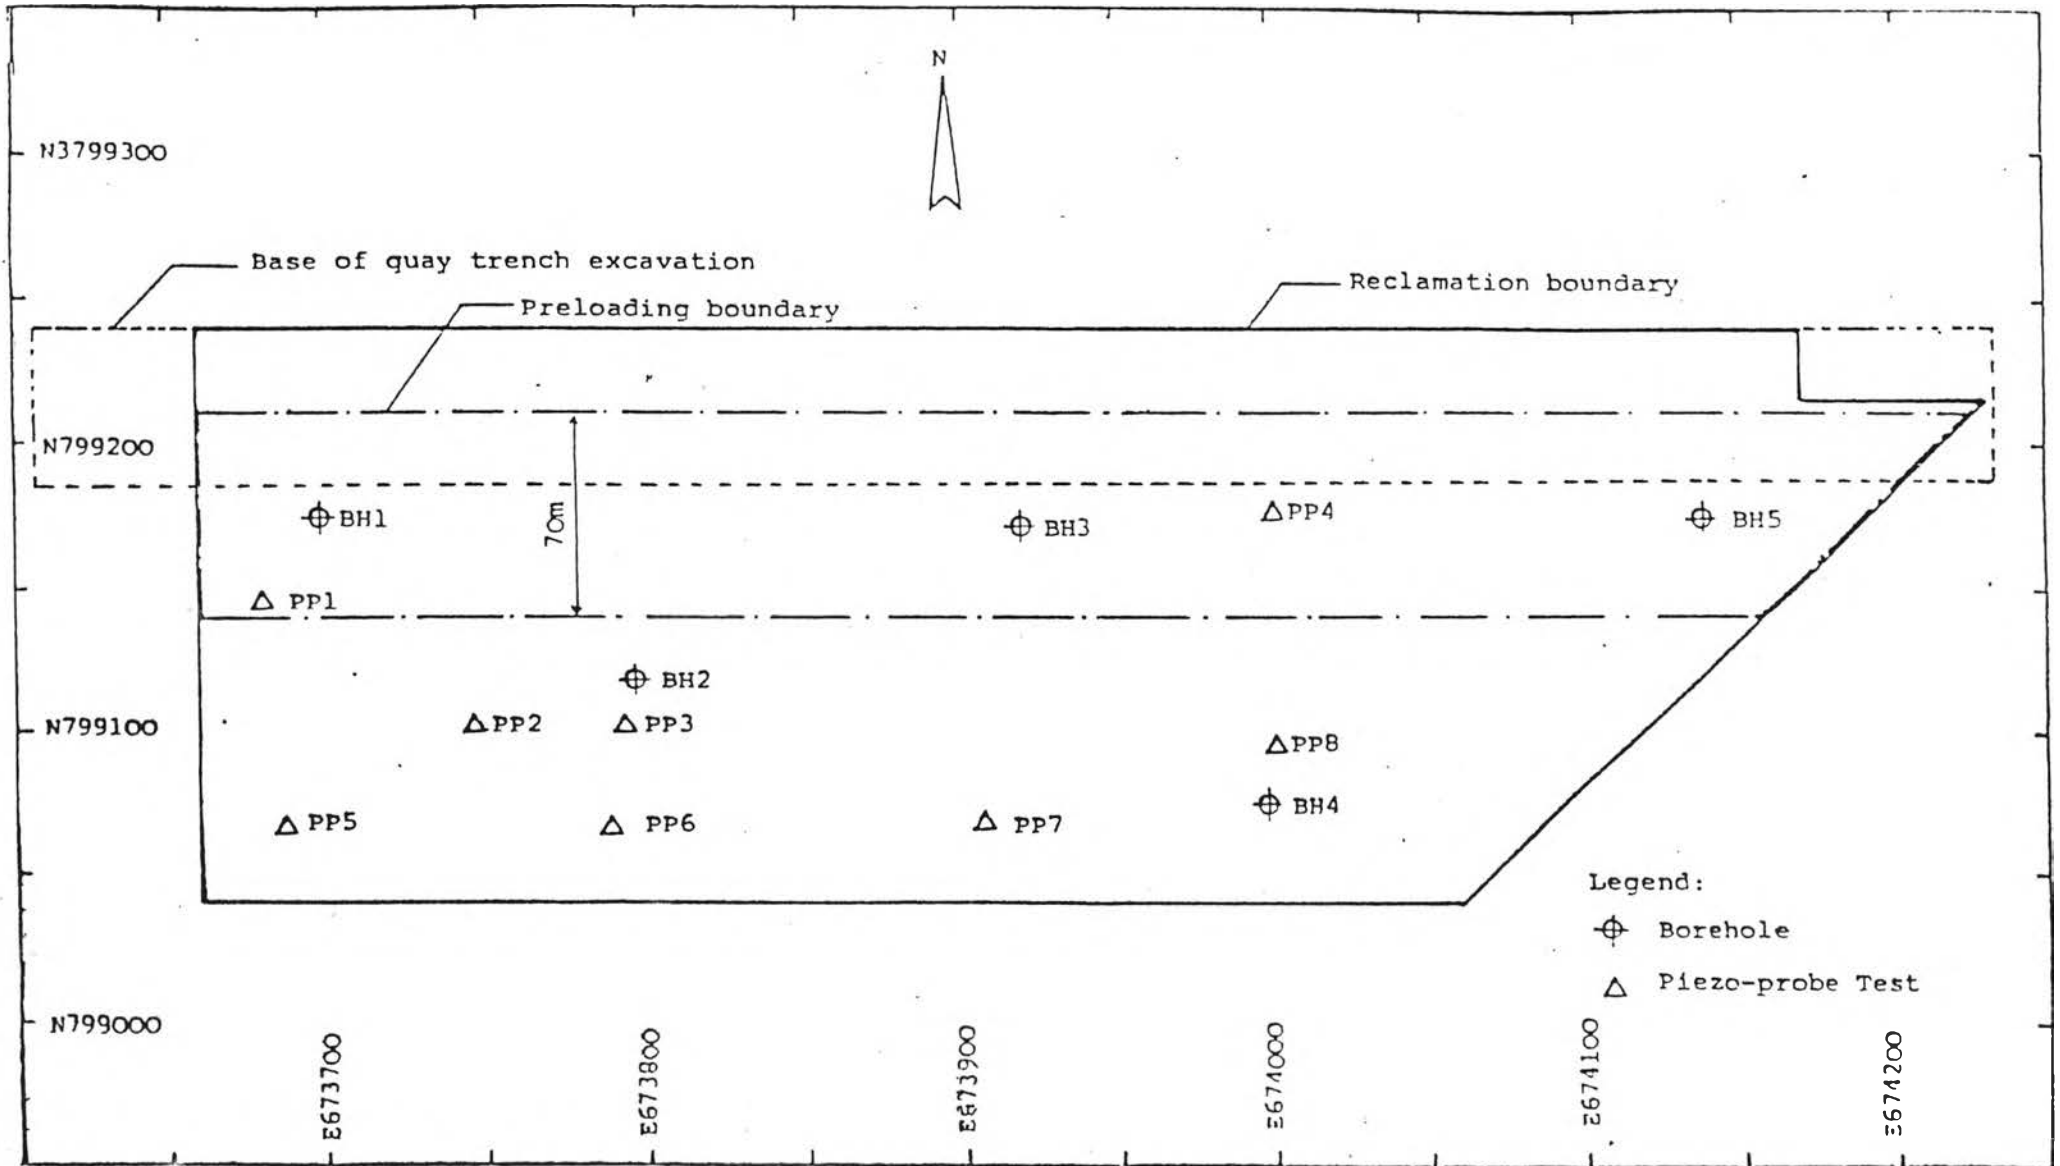 N
N3799300
Base of quay trench excavation
Reclamation boundary
Preloading boundary
N799200
70m
BH1
BH3
PP4
BH5
PP1
BH2
N799100
PP2
PP3
PP8
BH4
PP5
PP6
PP7
Legend:
Borehole
Piezo-probe Test
N799000
E673700
E673800
E673900
E674000
E674100
E674200